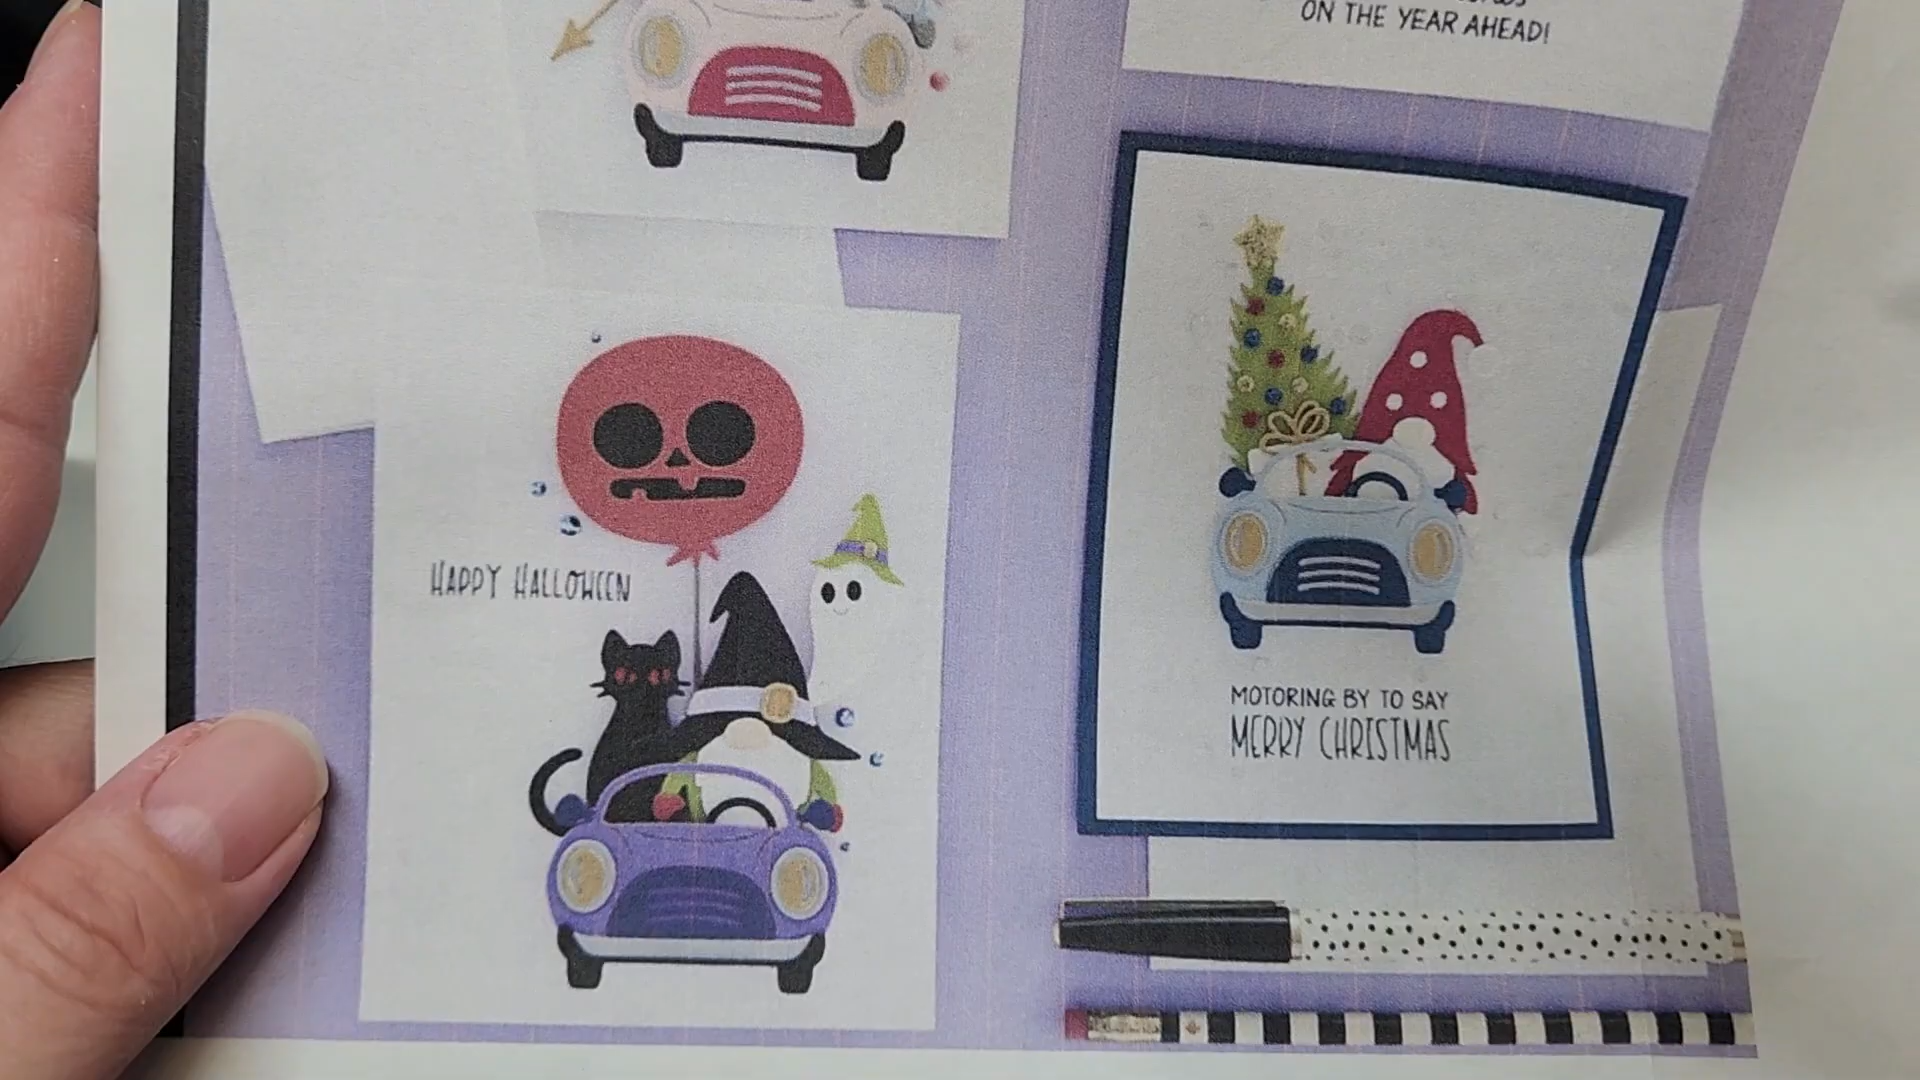 ON THE YEAR AHEAD!
HAPPY HALLOWEEN
MOTORING BY TO SAY
MERRY CHRISTMAS